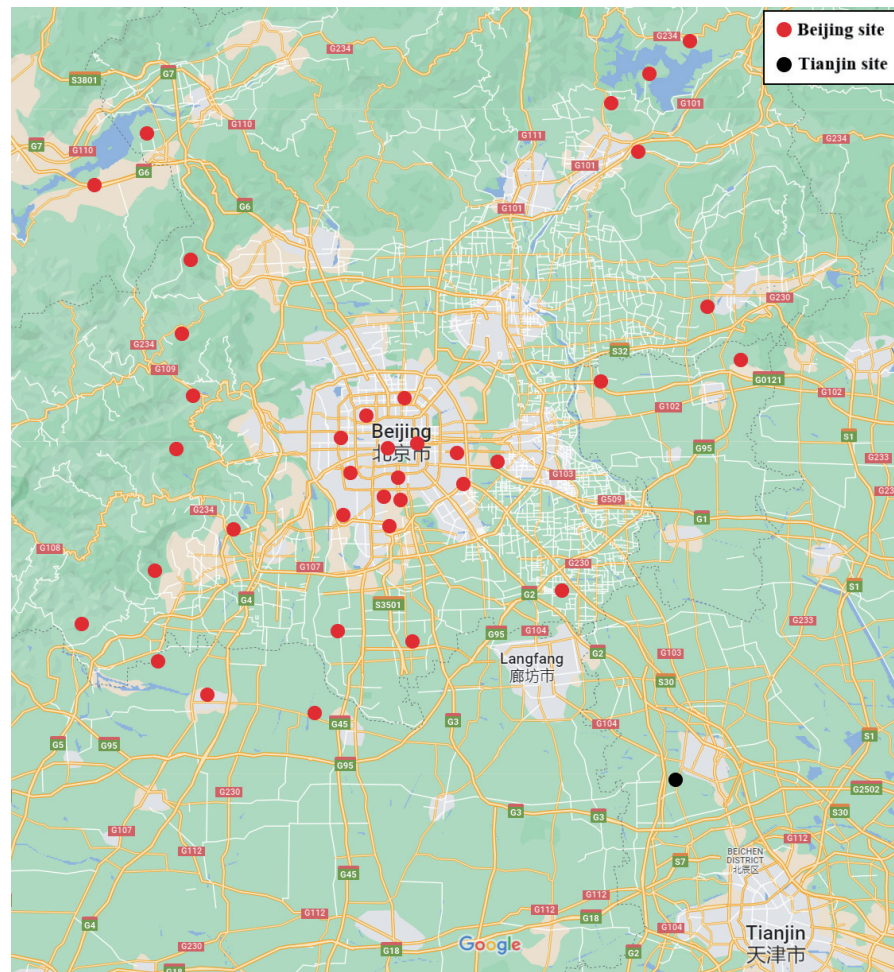 Beijing site
Tianjin site
G234
G234
S3801
G7
G110
G101
G111
G7
G110
G6
G101
G234
G6
G101
G230
G234
S32
G109
G0121
G102
G102
Beijing
北京市
S1
G95
G233
G103
G509
G234
G1
G108
G107
G230
S1
G4
G2
S3501
G233
G95
G104
Langfang
廊坊市
G2
G103
S30
G45
G3
G104
S1
G5
G95
G95
G230
G2502
G3
G3
S30
G107
G112
G112
BEICHEN
DISTRICT
北辰区
S7
G45
G112
G112
G112
G4
G18
G104
Tianjin
天津市
G230
G18
Google
G2
G18